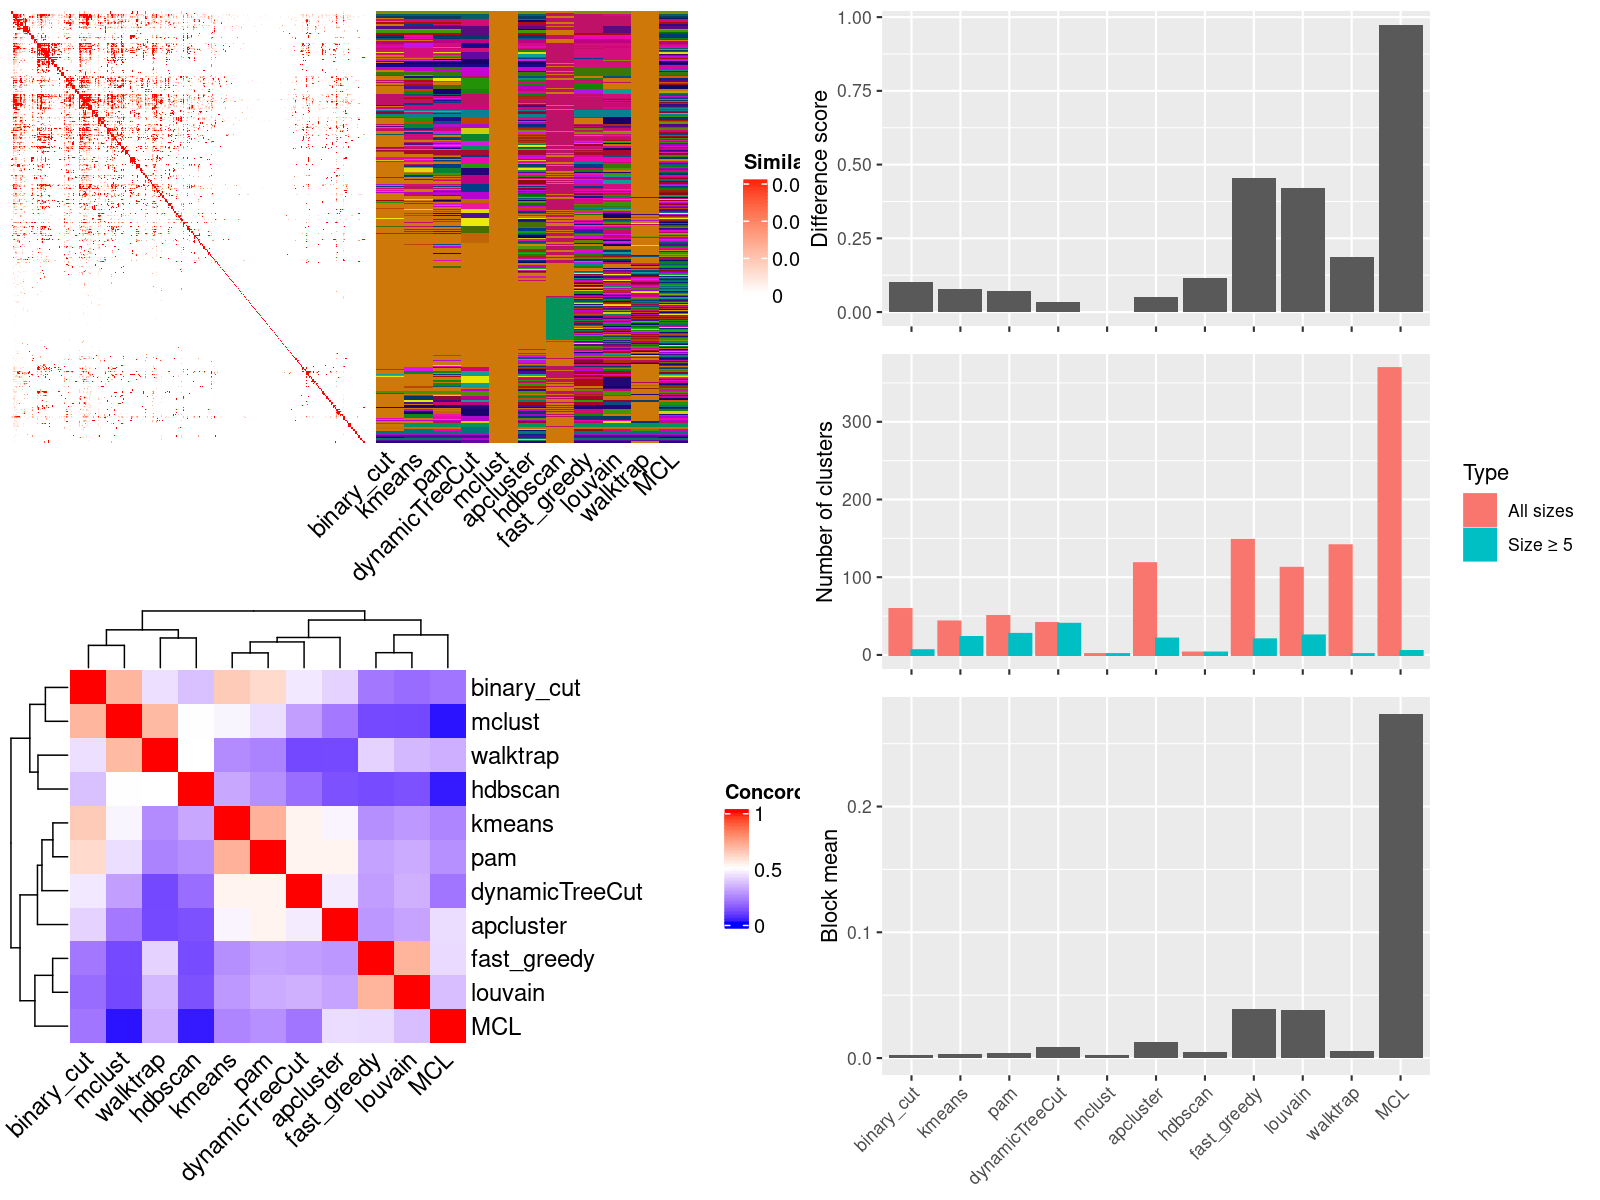 Simila
0.0
0.0
0.0
0
binary_cut
kmeans
pam
dynamicTreeCut
mclust
apcluster
hdbscan
fast_greedy
louvain
walktrap
MCL
binary_cut
mclust
walktrap
hdbscan
kmeans
pam
dynamicTreeCut
apcluster
fast_greedy
louvain
MCL
binary_cut
mclust
walktrap
hdbscan
kmeans
pam
dynamicTreeCut
apcluster
fast_greedy
louvain
MCL
Concord
1
0.5
0
Difference score
1.00
0.75
0.50
0.25
0.00
Number of clusters
300
200
100
0
Type
All sizes
Size ≥ 5
Block mean
0.2
0.1
0.0
binary_cut
kmeans
pam
dynamicTreeCut
mclust
apcluster
hdbscan
fast_greedy
louvain
walktrap
MCL